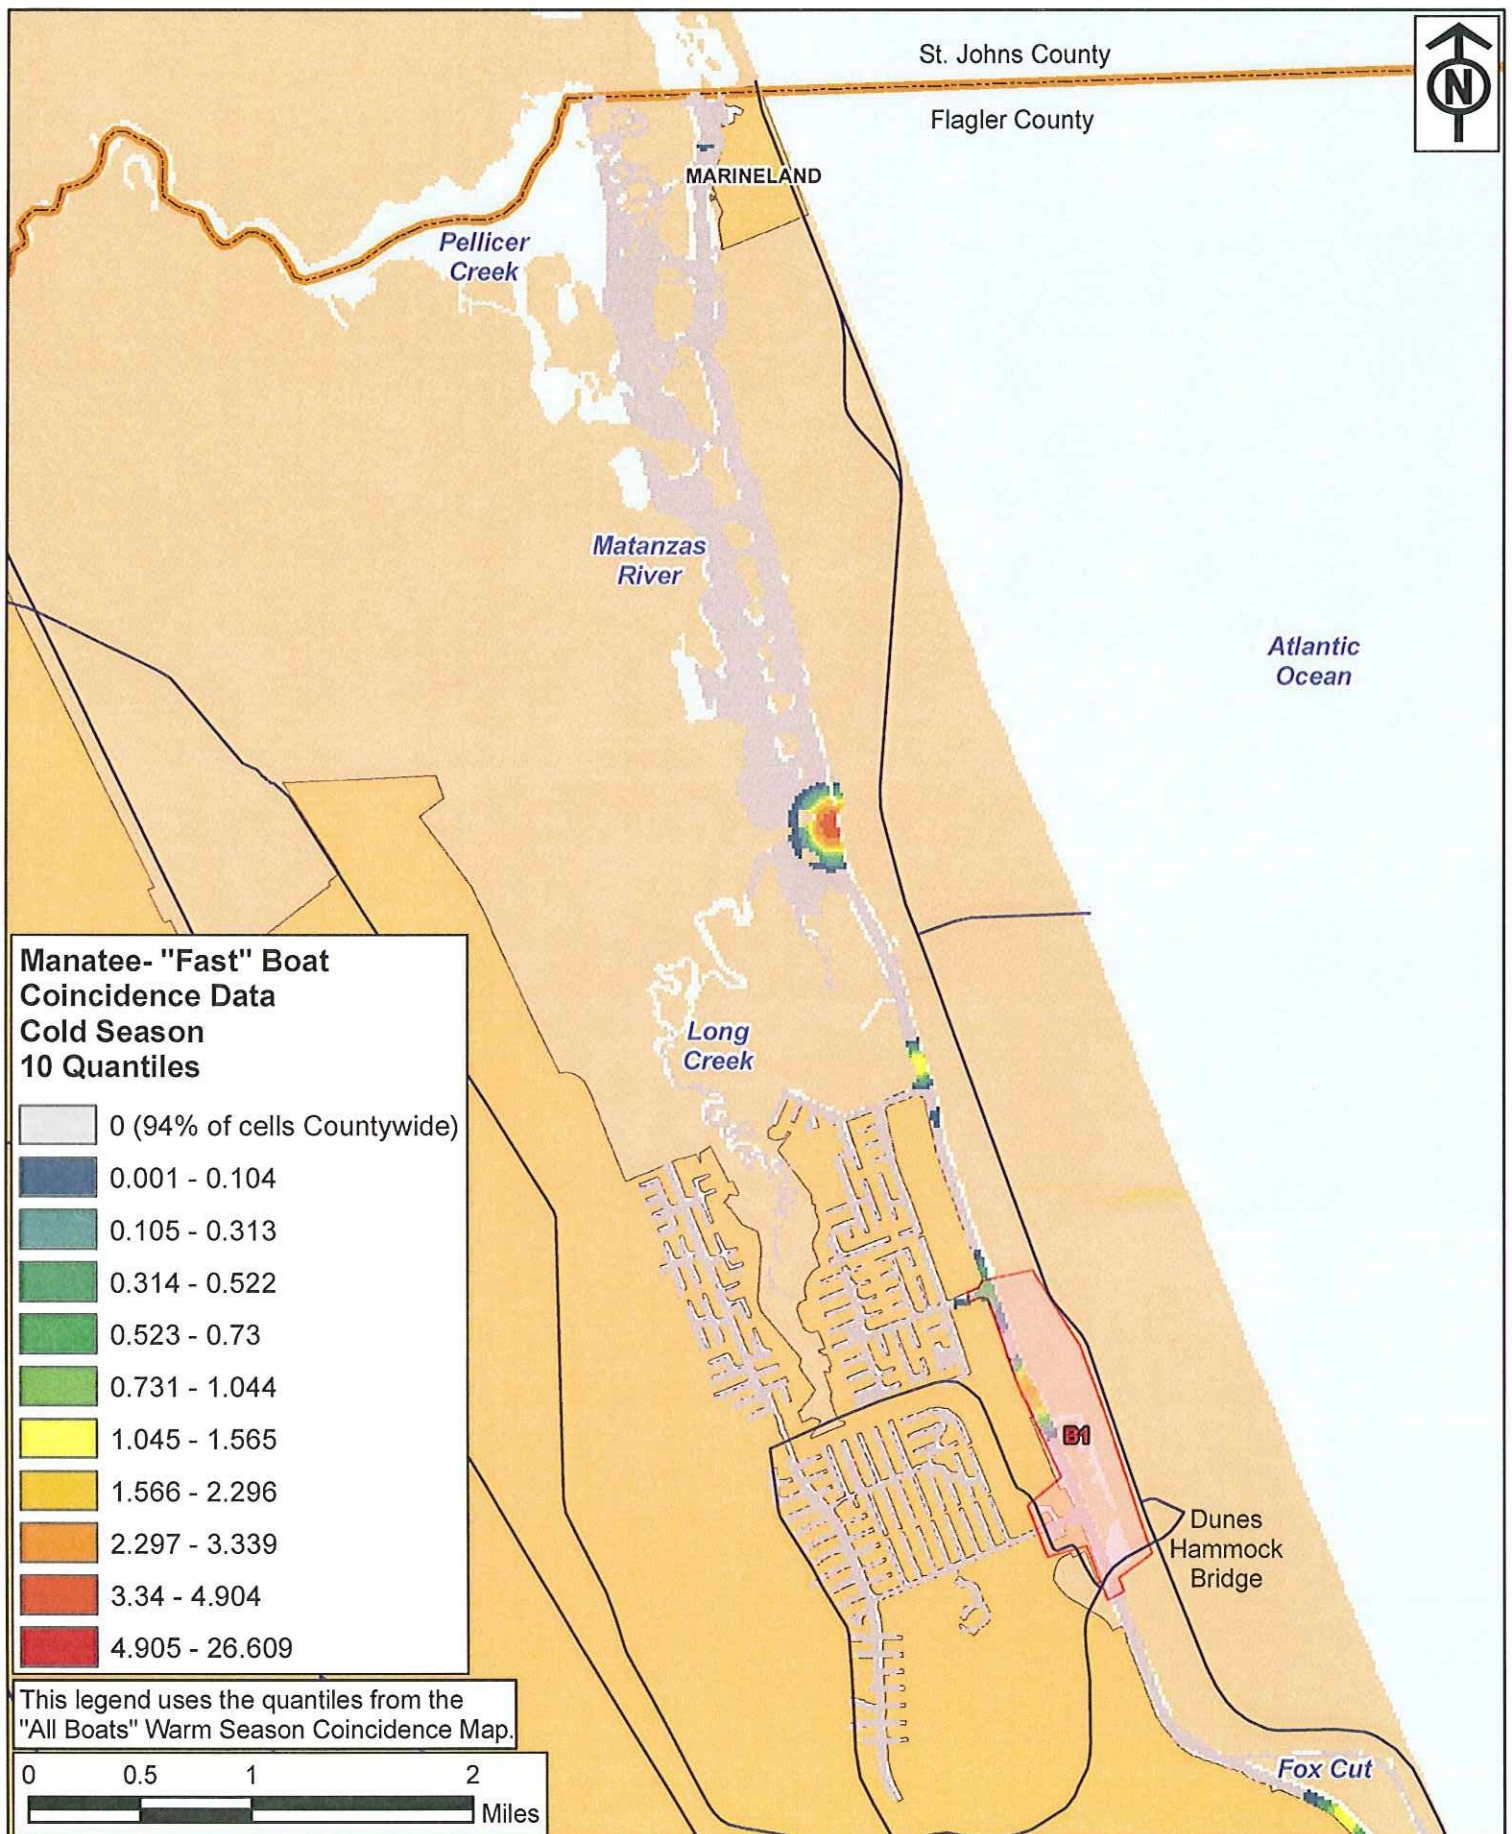 St. Johns County
N
Flagler County
MARINELAND
Pellicer
Creek
Matanzas
River
Atlantic
Ocean
Manatee- "Fast" Boat
Coincidence Data
Cold Season
10 Quantiles
0 (94% of cells Countywide)
0.001 - 0.104
0.105 - 0.313
0.314 - 0.522
0.523 - 0.73
0.731 - 1.044
1.045 - 1.565
1.566 - 2.296
2.297 - 3.339
3.34 - 4.904
4.905 - 26.609
Long
Creek
B1
Dunes
Hammock
Bridge
This legend uses the quantiles from the
"All Boats" Warm Season Coincidence Map.
0 0.5 1 2
Miles
Fox Cut